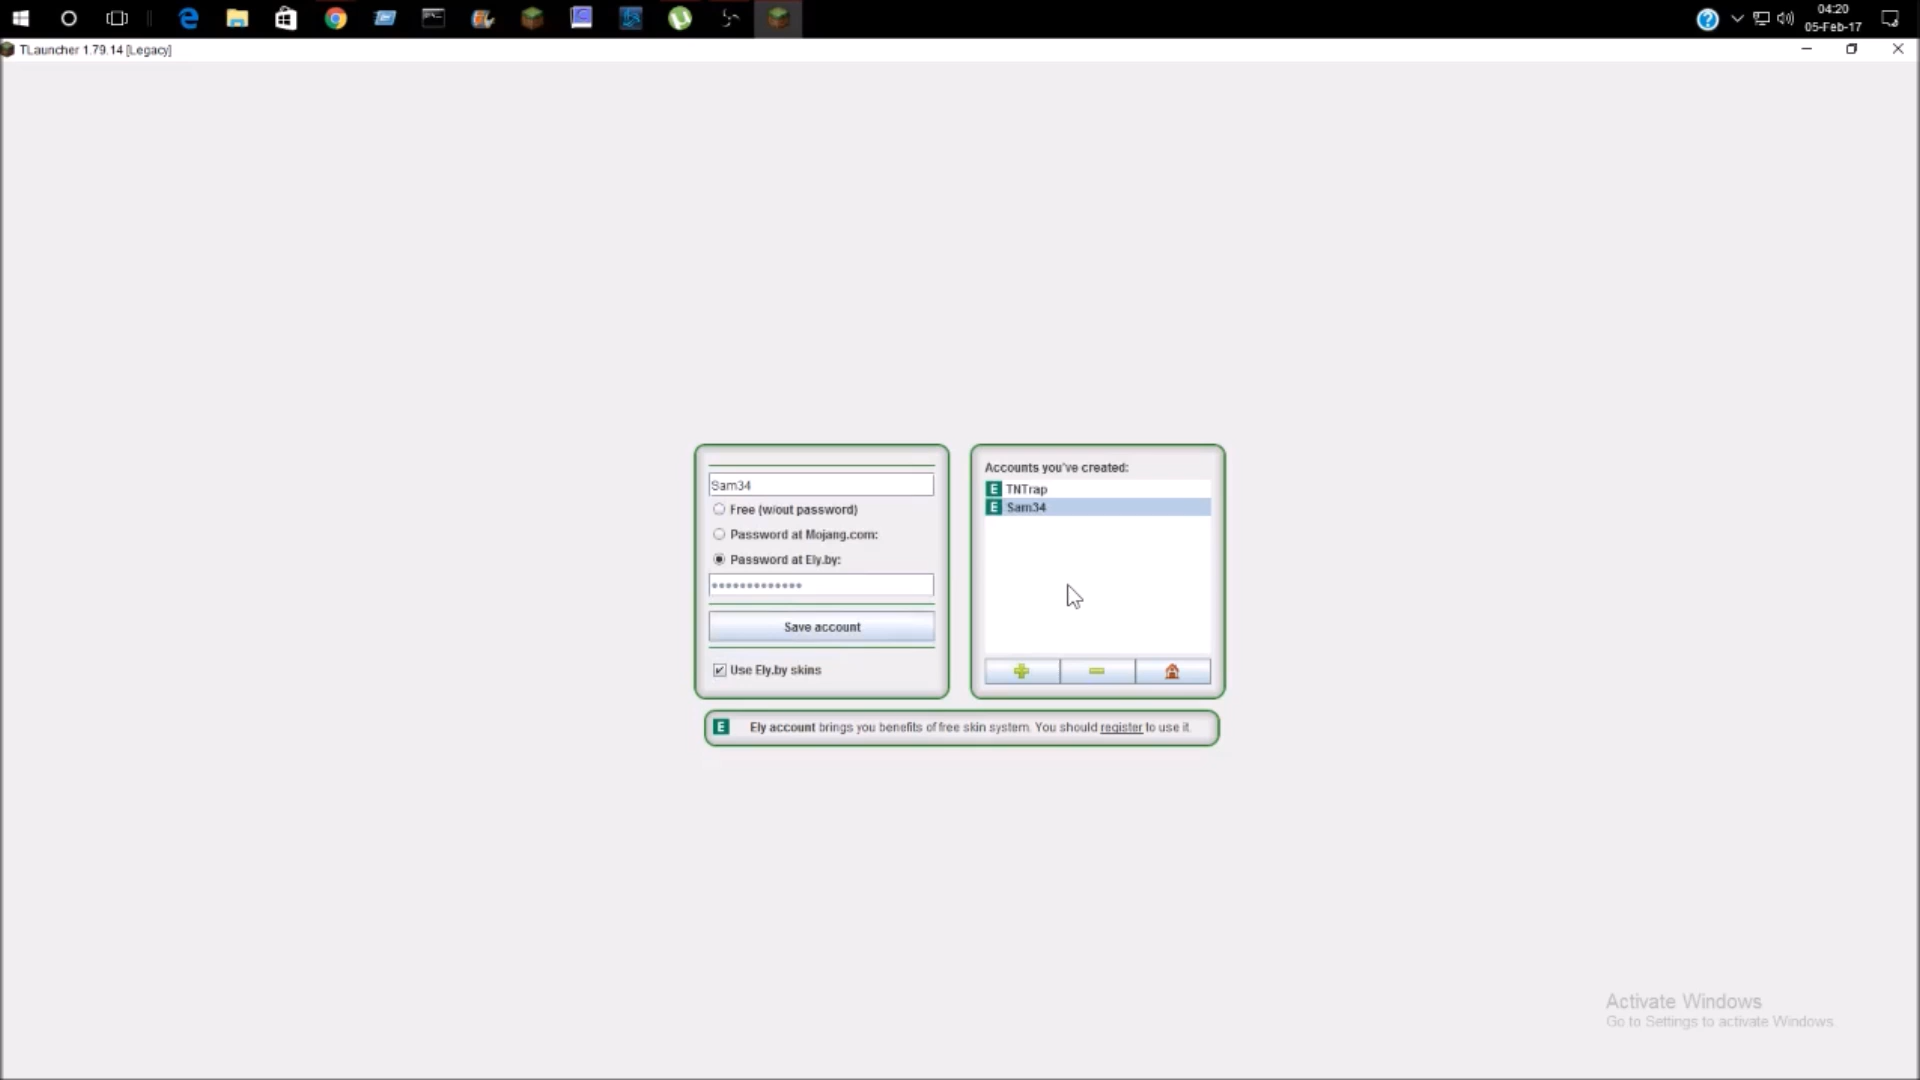 04:20
05-Feb-17
TLauncher 1.79.14 [Legacy]
Sam34
Free (w/out password)
Password at Mojang.com:
Password at Ely.by:
Save account
Use Ely.by skins
Accounts you've created:
E TNTrap
E Sam34
E Ely account brings you benefits of free skin system. You should register to use it.
Activate Windows
Go to Settings to activate Windows.